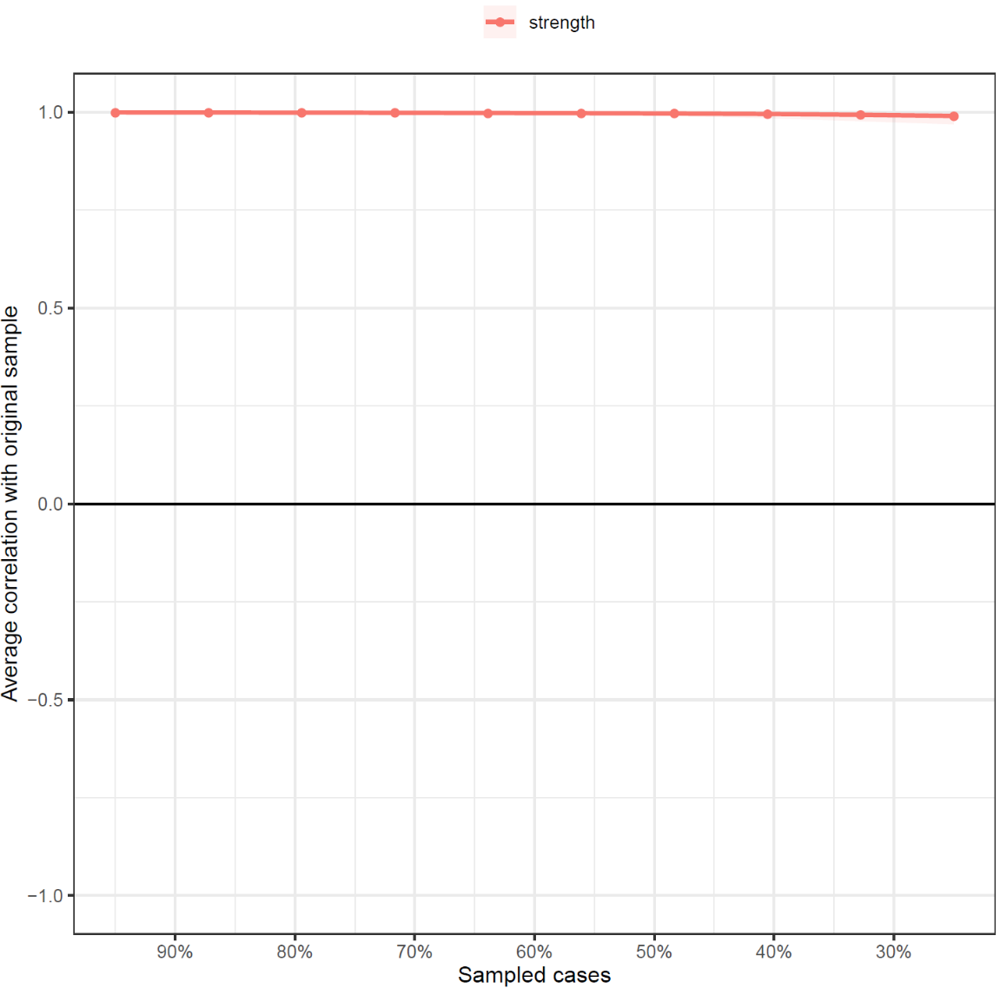 strength
1.0
0.5
0.0
−0.5
−1.0
Average correlation with original sample
90% 80% 70% 60% 50% 40% 30%
Sampled cases